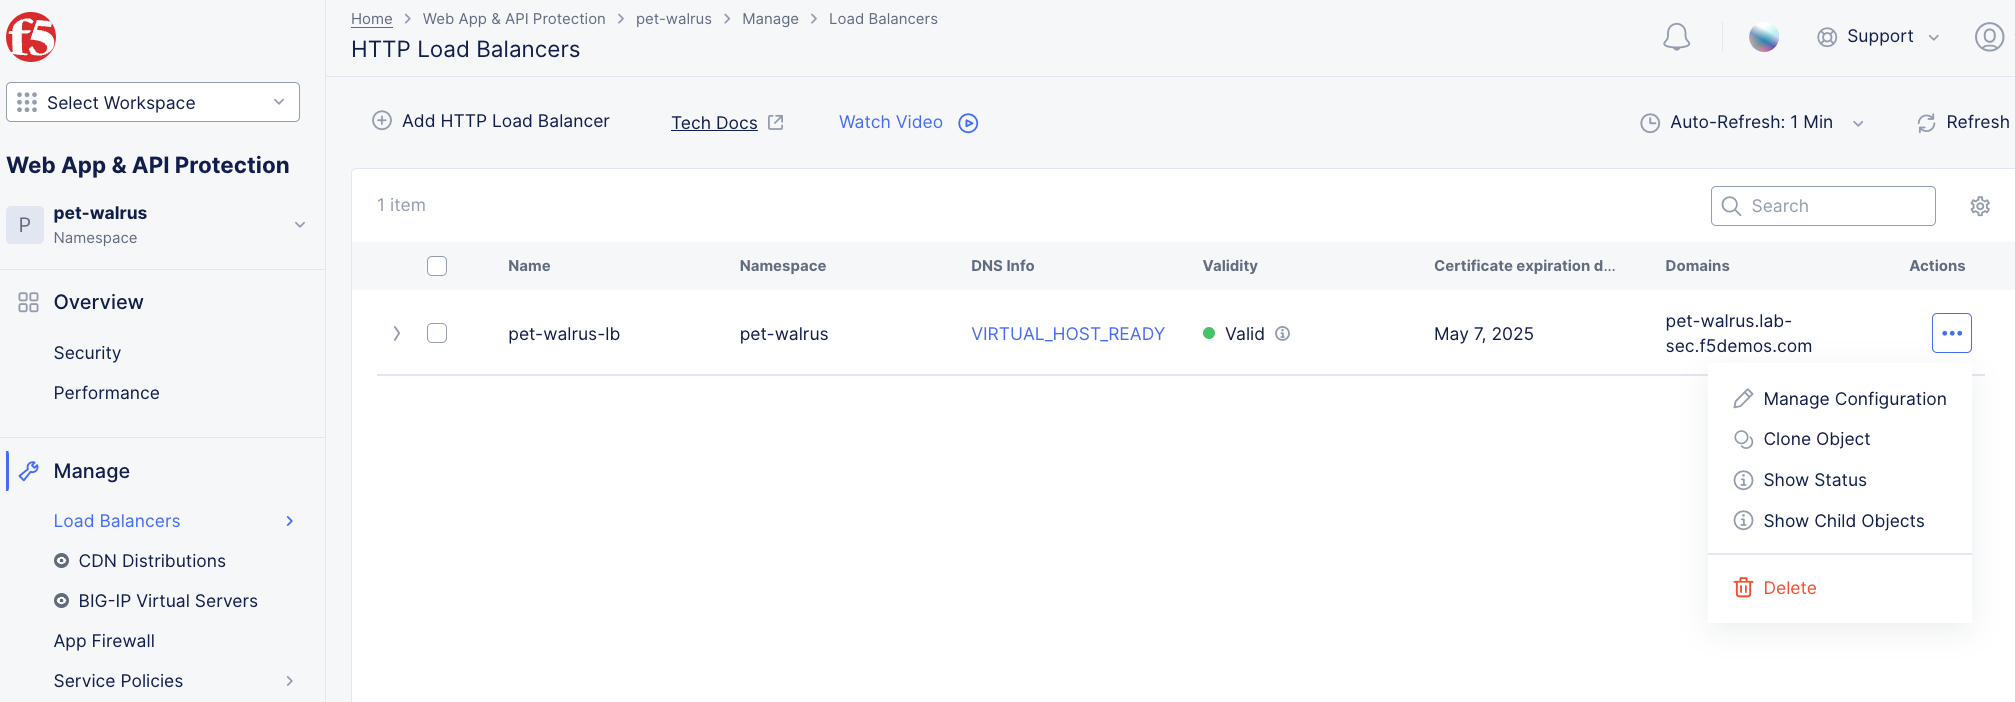 f5
Select Workspace
Web App & API Protection
P
pet-walrus
Namespace
Overview
Security
Performance
Manage
Load Balancers
CDN Distributions
BIG-IP Virtual Servers
App Firewall
Service Policies
Home > Web App & API Protection > pet-walrus > Manage > Load Balancers
HTTP Load Balancers
Support
Add HTTP Load Balancer
Tech Docs
Watch Video
Auto-Refresh: 1 Min
Refresh
1 item
Search
Name Namespace DNS Info Validity Certificate expiration d... Domains Actions
pet-walrus-lb pet-walrus VIRTUAL_HOST_READY Valid May 7, 2025 pet-walrus.lab-
sec.f5demos.com
Manage Configuration
Clone Object
Show Status
Show Child Objects
Delete